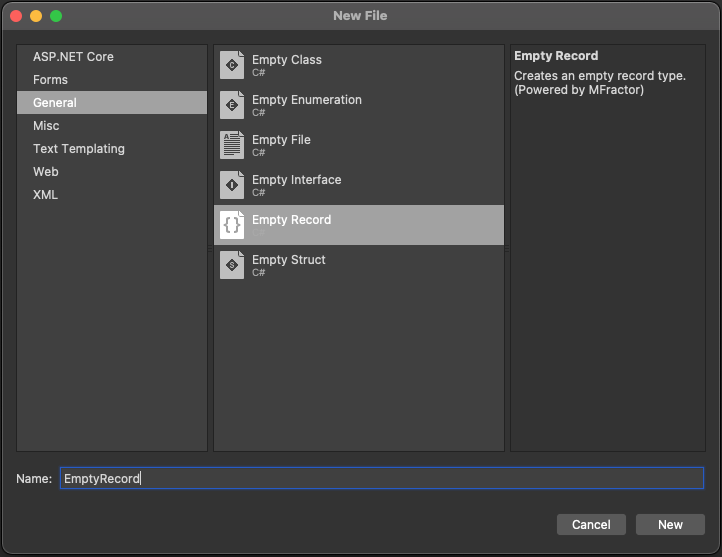 New File
ASP.NET Core
Forms
General
Misc
Text Templating
Web
XML
Empty Class
C#
Empty Enumeration
C#
Empty File
C#
Empty Interface
C#
Empty Record
C#
Empty Struct
C#
Empty Record
Creates an empty record type.
(Powered by MFractor)
Name: EmptyRecord
Cancel
New